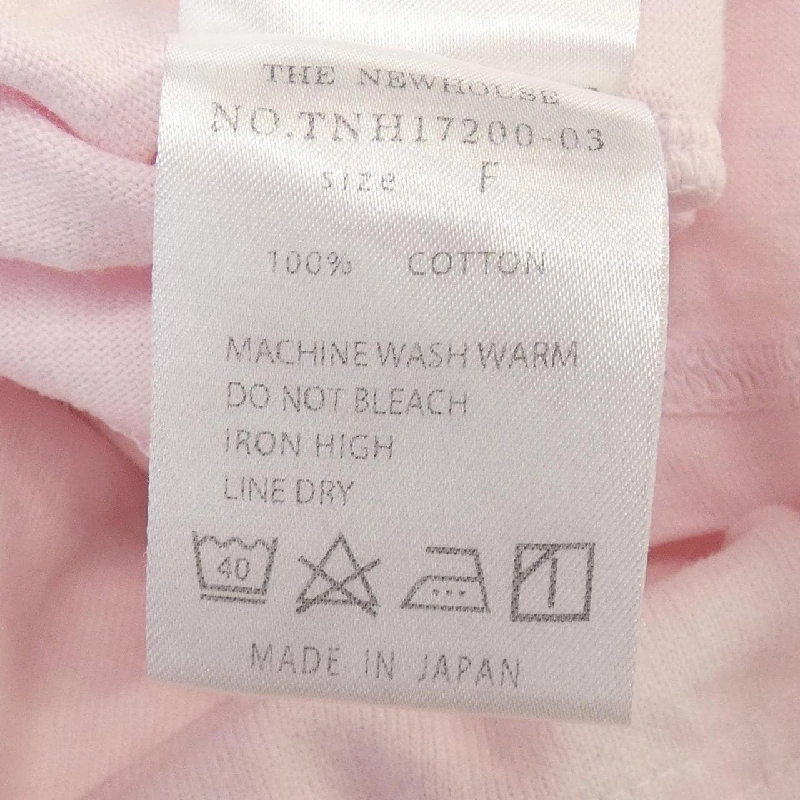 THE NEWHOUSE
NO.TNH17200-03
size F
100% COTTON
MACHINE WASH WARM
DO NOT BLEACH
IRON HIGH
LINE DRY
40
MADE IN JAPAN